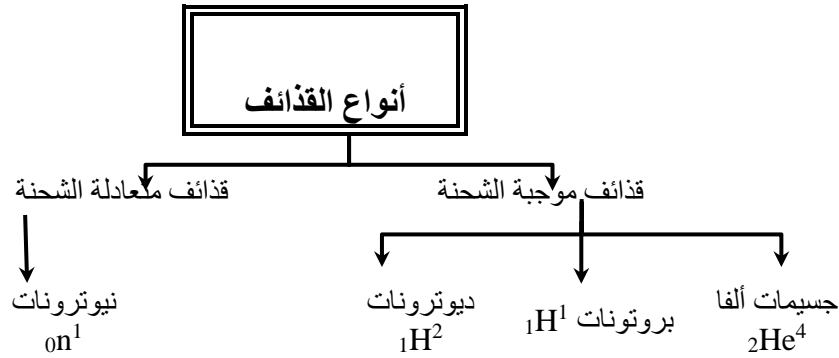 أنواع القذائف
قذائف موجبة الشحنة
قذائف متعادلة الشحنة
جسيمات ألفا
₂He⁴
بروتونات ₁H¹
ديوترونات
₁H²
نيوترونات
₀n¹